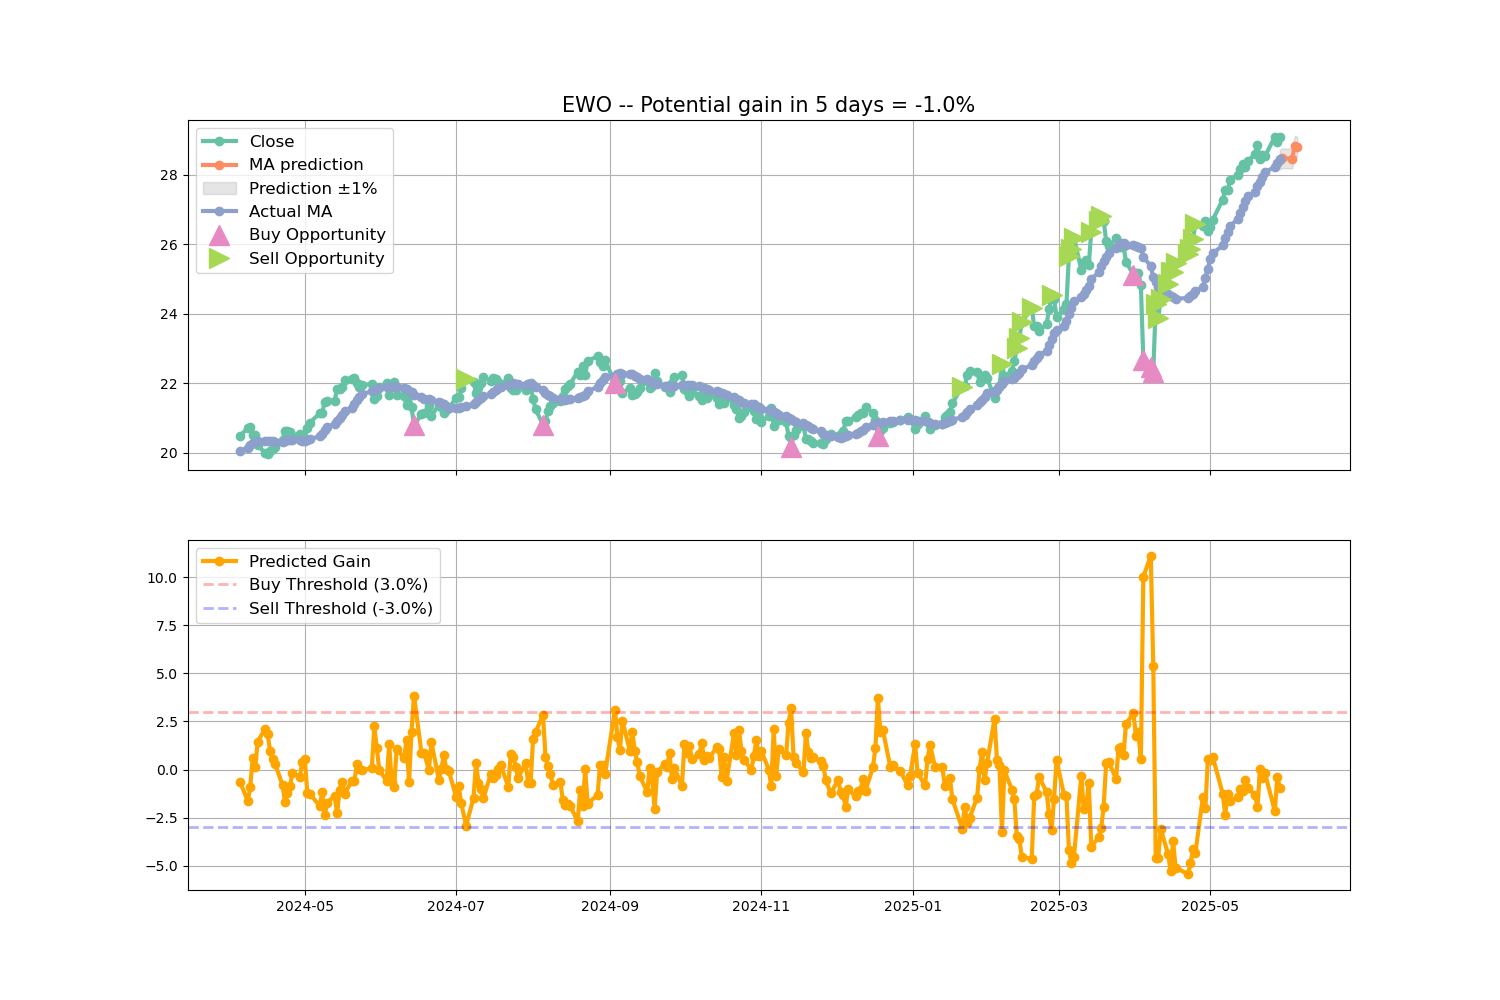 EWO -- Potential gain in 5 days = -1.0%
Close
MA prediction
Prediction ±1%
Actual MA
Buy Opportunity
Sell Opportunity
28
26
24
22
20
Predicted Gain
Buy Threshold (3.0%)
Sell Threshold (-3.0%)
10.0
7.5
5.0
2.5
0.0
−2.5
−5.0
2024-05 2024-07 2024-09 2024-11 2025-01 2025-03 2025-05